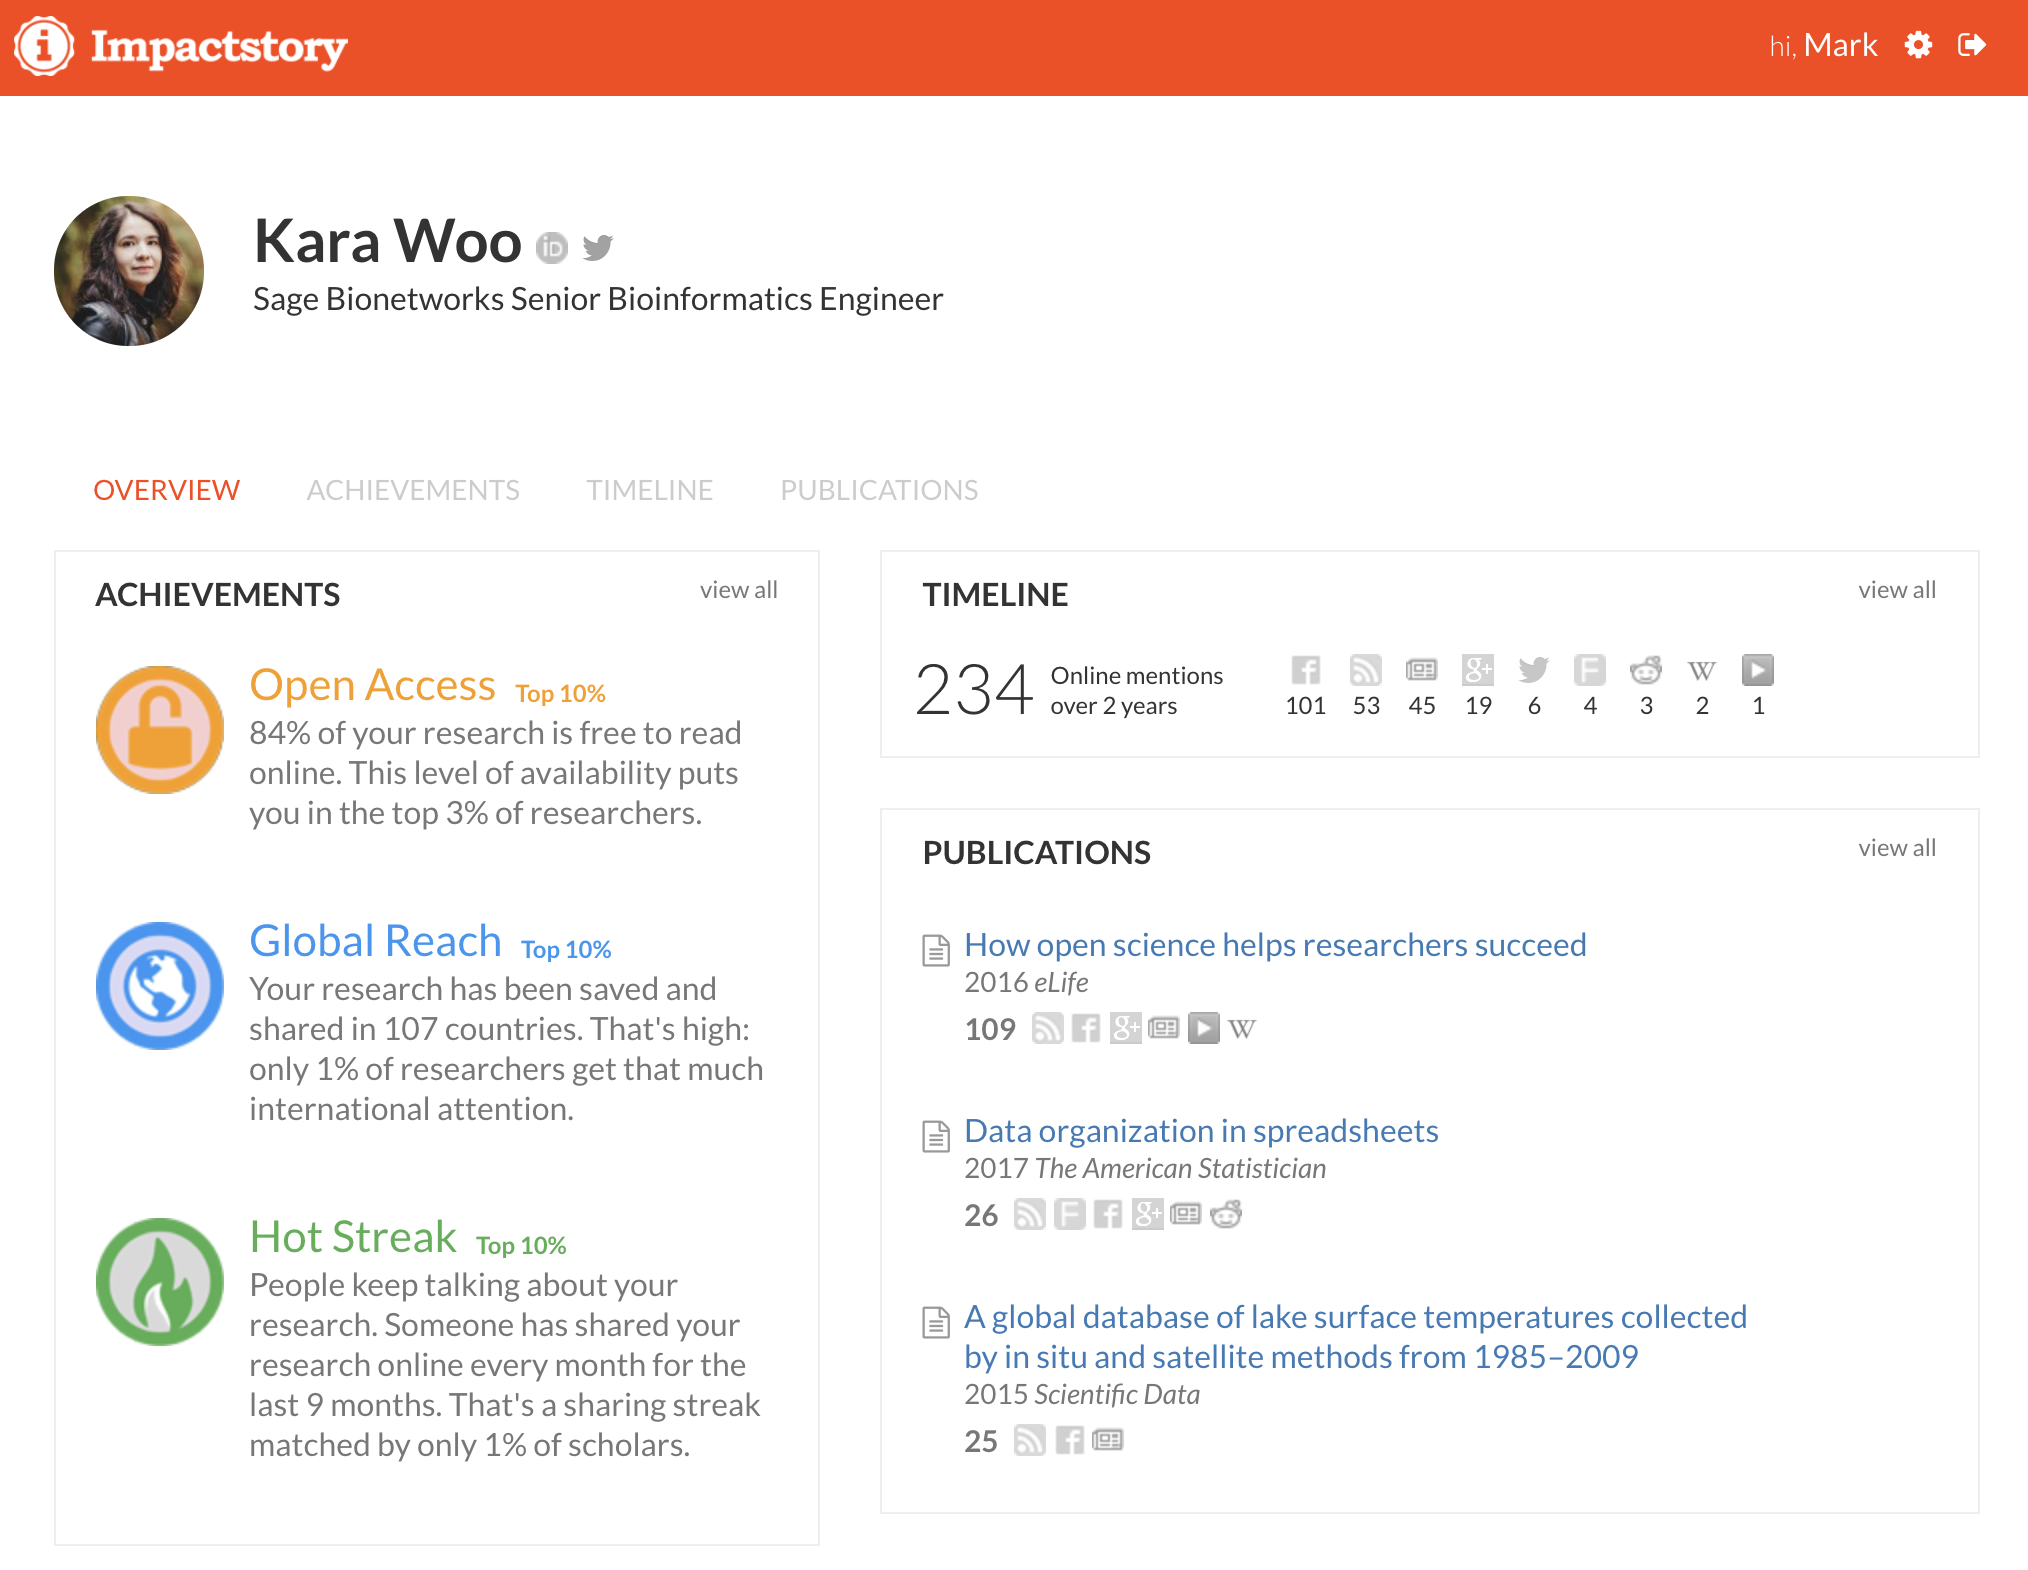 Impactstory
hi, Mark
Kara Woo iD
Sage Bionetworks Senior Bioinformatics Engineer
OVERVIEW ACHIEVEMENTS TIMELINE PUBLICATIONS
ACHIEVEMENTS view all
Open Access Top 10%
84% of your research is free to read
online. This level of availability puts
you in the top 3% of researchers.
Global Reach Top 10%
Your research has been saved and
shared in 107 countries. That's high:
only 1% of researchers get that much
international attention.
Hot Streak Top 10%
People keep talking about your
research. Someone has shared your
research online every month for the
last 9 months. That's a sharing streak
matched by only 1% of scholars.
TIMELINE view all
234 Online mentions
over 2 years
101 53 45 19 6 4 3 2 1
PUBLICATIONS view all
How open science helps researchers succeed
2016 eLife
109
Data organization in spreadsheets
2017 The American Statistician
26
A global database of lake surface temperatures collected
by in situ and satellite methods from 1985–2009
2015 Scientific Data
25